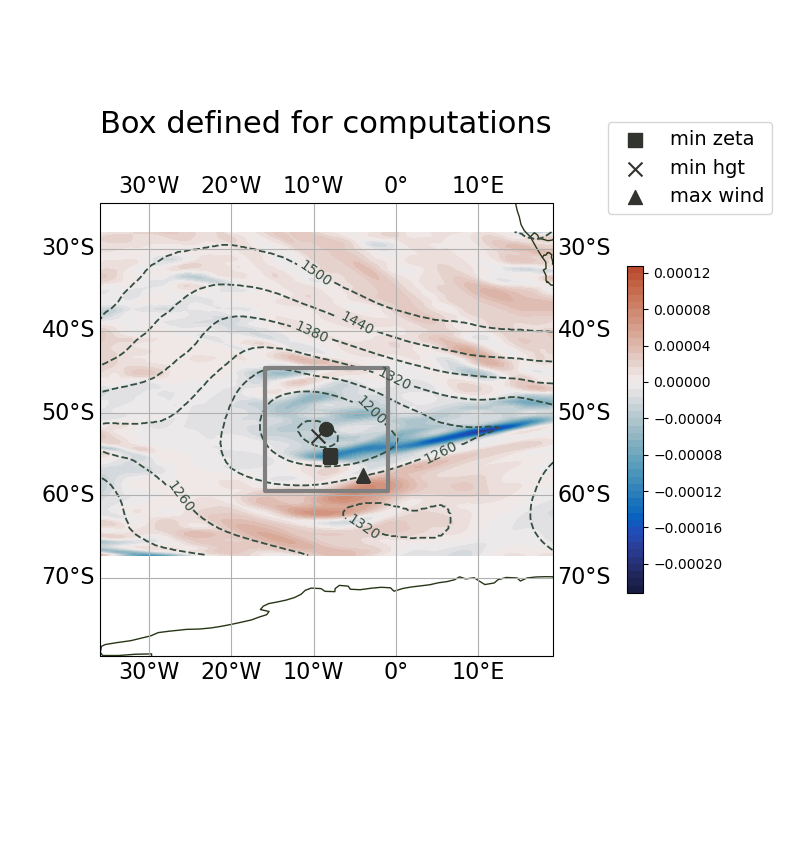 Box defined for computations
min zeta
min hgt
max wind
30°W 20°W 10°W 0° 10°E
30°S 30°S
40°S 40°S
50°S 50°S
60°S 60°S
70°S 70°S
30°W 20°W 10°W 0° 10°E
1500
1440
1380
1320
1200
1260
1260
1320
0.00012
0.00008
0.00004
0.00000
−0.00004
−0.00008
−0.00012
−0.00016
−0.00020